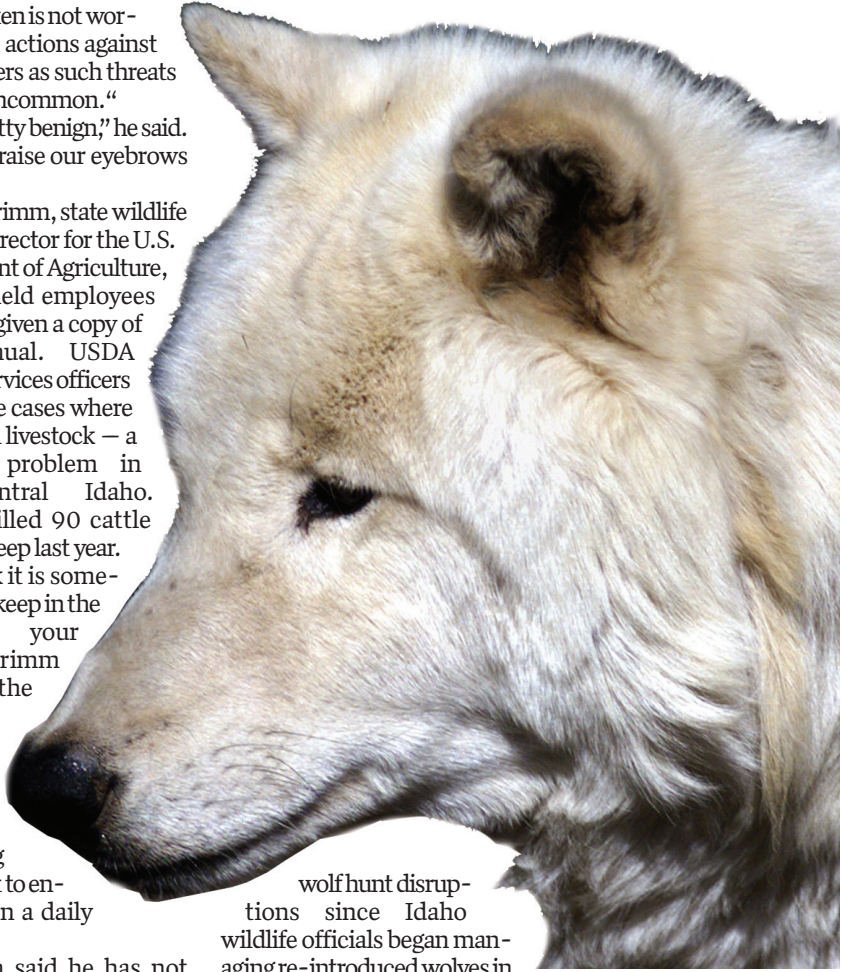 en is not wor-
actions against
ers as such threats
ncommon.“
tty benign,” he said.
raise our eyebrows
rimm, state wildlife
rector for the U.S.
nt of Agriculture,
eld employees
given a copy of
nual. USDA
rvices officers
e cases where
livestock — a
problem in
ntral Idaho.
illed 90 cattle
eep last year.
it is some-
keep in the
your
rimm
the
g
to en-
n a daily
said he has not
wolf hunt disrup-
tions since Idaho
wildlife officials began man-
aging re-introduced wolves in